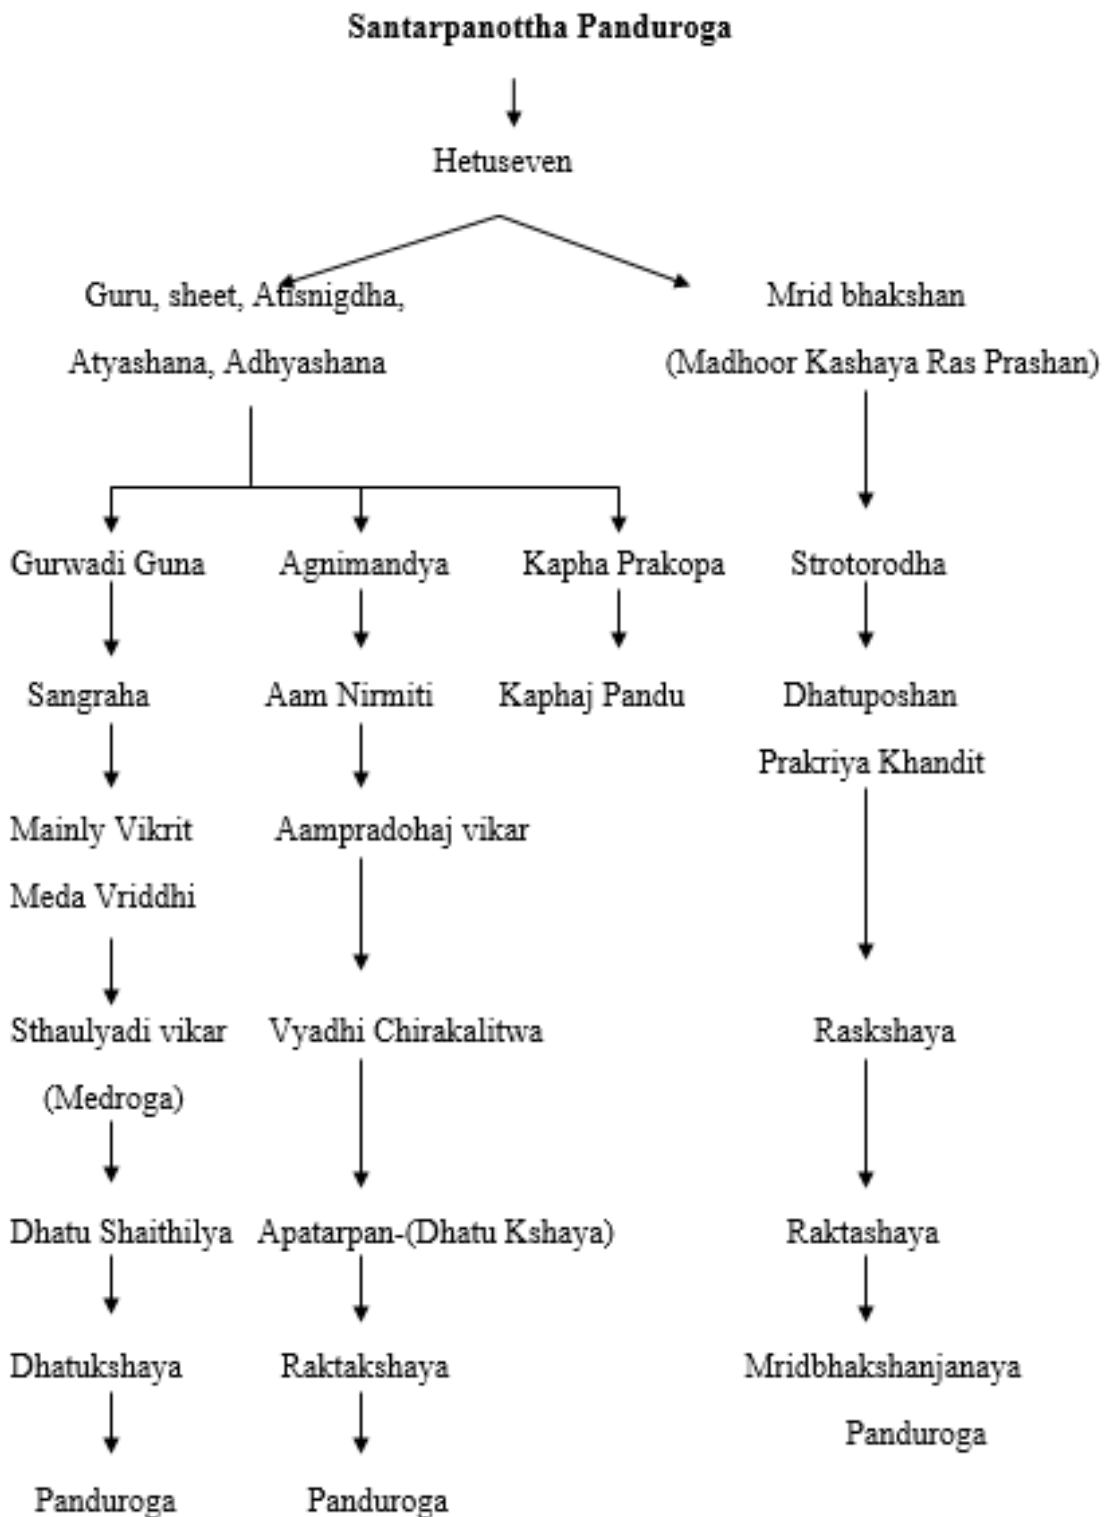 Santarpanottha Panduroga
Hetuseven
Guru, sheet, Atisnigdha,
Mrid bhakshan
Atyashana, Adhyashana
(Madhoor Kashaya Ras Prashan)
Gurwadi Guna
Agnimandya
Kapha Prakopa
Strotorodha
Sangraha
Aam Nirmiti
Kaphaj Pandu
Dhatuposhan
Prakriya Khandit
Mainly Vikrit
Aampradohaj vikar
Meda Vriddhi
Sthaulyadi vikar
Vyadhi Chirakalitwa
Raskshaya
(Medroga)
Dhatu Shaithilya
Apatarpan-(Dhatu Kshaya)
Raktashaya
Dhatukshaya
Raktakshaya
Mridbhakshanjanaya
Panduroga
Panduroga
Panduroga